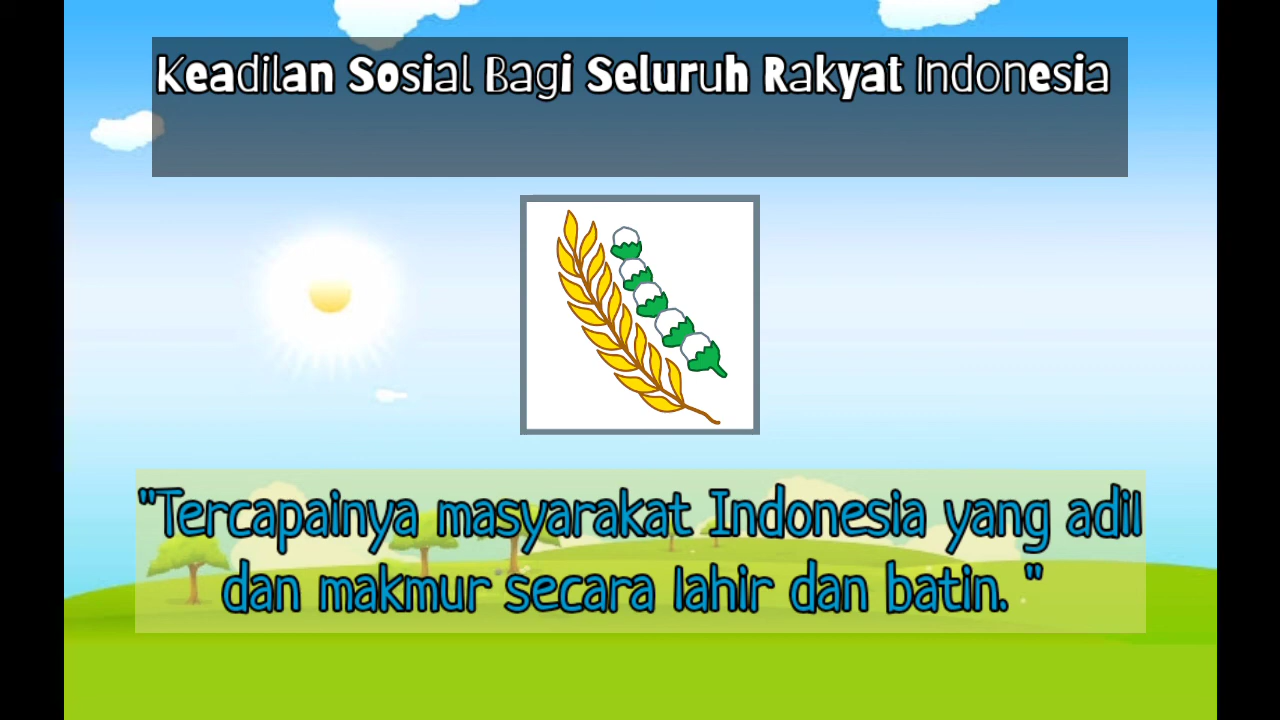 Keadilan Sosial Bagi Seluruh Rakyat Indonesia
"Tercapainya masyarakat Indonesia yang adil
dan makmur secara lahir dan batin. "